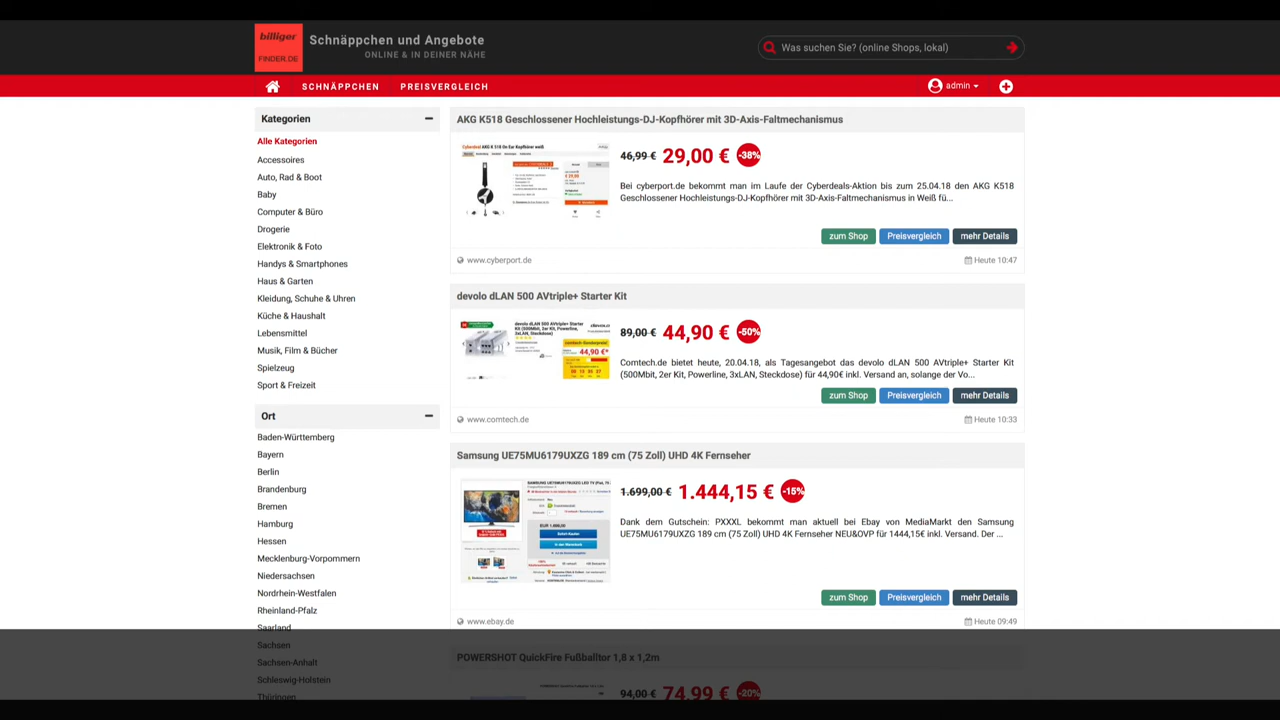 billiger
FINDER.DE
Schnäppchen und Angebote
ONLINE & IN DEINER NÄHE
Was suchen Sie? (online Shops, lokal)
SCHNÄPPCHEN
PREISVERGLEICH
admin
Kategorien
Alle Kategorien
Accessoires
Auto, Rad & Boot
Baby
Computer & Büro
Drogerie
Elektronik & Foto
Handys & Smartphones
Haus & Garten
Kleidung, Schuhe & Uhren
Küche & Haushalt
Lebensmittel
Musik, Film & Bücher
Spielzeug
Sport & Freizeit
Ort
Baden-Württemberg
Bayern
Berlin
Brandenburg
Bremen
Hamburg
Hessen
Mecklenburg-Vorpommern
Niedersachsen
Nordrhein-Westfalen
Rheinland-Pfalz
Saarland
Sachsen
Sachsen-Anhalt
Schleswig-Holstein
Thüringen
AKG K518 Geschlossener Hochleistungs-DJ-Kopfhörer mit 3D-Axis-Faltmechanismus
46,99 € 29,00 € -38%
Bei cyberport.de bekommt man im Laufe der Cyberdeals-Aktion bis zum 25.04.18 den AKG K518
Geschlossener Hochleistungs-DJ-Kopfhörer mit 3D-Axis-Faltmechanismus in Weiß fü...
zum Shop Preisvergleich mehr Details
www.cyberport.de Heute 10:47
devolo dLAN 500 AVtriple+ Starter Kit
89,00 € 44,90 € -50%
44,90 €*
Comtech.de bietet heute, 20.04.18, als Tagesangebot das devolo dLAN 500 AVtriple+ Starter Kit
(500Mbit, 2er Kit, Powerline, 3xLAN, Steckdose) für 44,90€ inkl. Versand an, solange der Vo...
zum Shop Preisvergleich mehr Details
www.comtech.de Heute 10:33
Samsung UE75MU6179UXZG 189 cm (75 Zoll) UHD 4K Fernseher
1.699,00 € 1.444,15 € -15%
Dank dem Gutschein: PXXXL bekommt man aktuell bei Ebay von MediaMarkt den Samsung
UE75MU6179UXZG 189 cm (75 Zoll) UHD 4K Fernseher NEU&OVP für 1444,15€ inkl. Versand. Der ...
zum Shop Preisvergleich mehr Details
www.ebay.de Heute 09:49
POWERSHOT QuickFire Fußballtor 1,8 x 1,2m
94,00 € 74,99 € -20%